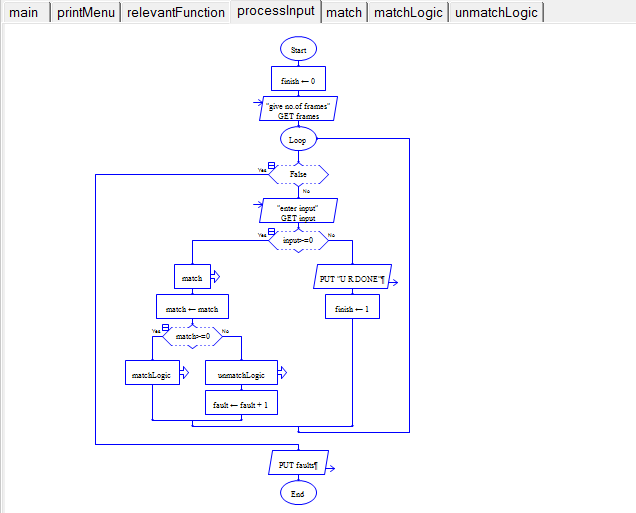 main printMenu relevantFunction processInput match matchLogic unmatchLogic
Start
finish ← 0
"give no.of frames"
GET frames
Loop
Yes
False
No
"enter input"
GET input
Yes
input>=0
No
match
PUT "U R DONE"¶
match ← match
finish ← 1
Yes
match>=0
No
matchLogic
unmatchLogic
fault ← fault + 1
PUT faults¶
End